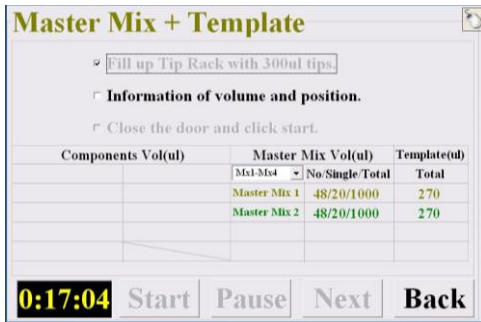 Master Mix + Template
Fill up Tip Rack with 300ul tips.
Information of volume and position.
Close the door and click start.
Components Vol(ul) Master Mix Vol(ul) Template(ul)
Mx1-Mx4 No/Single/Total Total
Master Mix 1 48/20/1000 270
Master Mix 2 48/20/1000 270
0:17:04 Start Pause Next Back